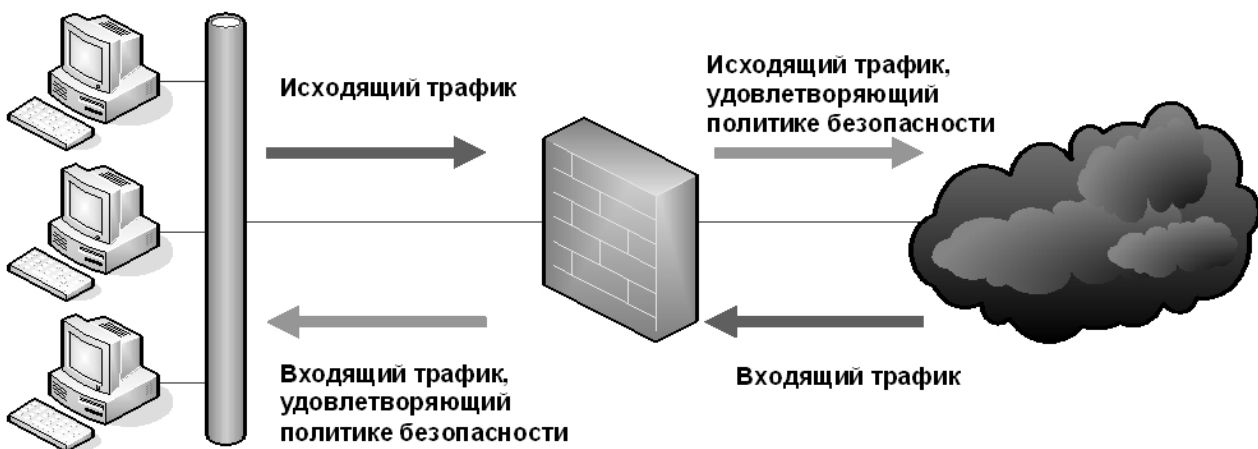 Исходящий трафик
Исходящий трафик,
удовлетворяющий
политике безопасности
Входящий трафик,
удовлетворяющий
политике безопасности
Входящий трафик